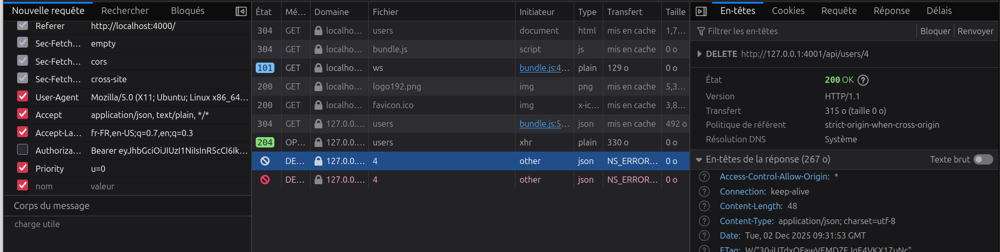 Nouvelle requête Rechercher Bloqués
Referer http://localhost:4000/
Sec-Fetch… empty
Sec-Fetch… cors
Sec-Fetch… cross-site
User-Agent Mozilla/5.0 (X11; Ubuntu; Linux x86_64…
Accept application/json, text/plain, */*
Accept-La… fr-FR,en-US;q=0.7,en;q=0.3
Authoriza… Bearer eyJhbGciOiJIUzI1NiIsInR5cCI6Ik…
Priority u=0
nom valeur
Corps du message
charge utile
État Mé… Domaine Fichier Initiateur Type Transfert Taille
304 GET localho… users document html mis en cache 1,7…
304 GET localho… bundle.js script js mis en cache 0 o
101 GET localho… ws bundle.js:4… plain 129 o 0 o
200 GET localho… logo192.png img png mis en cache 5,3…
200 GET localho… favicon.ico img x-ic… mis en cache 3,8…
304 GET 127.0.0.… users bundle.js:5… json mis en cache 492 o
204 OP… 127.0.0.… users xhr plain 330 o 0 o
DE… 127.0.0.… 4 other json NS_ERROR… 0 o
DE… 127.0.0.… 4 other json NS_ERROR… 0 o
En-têtes Cookies Requête Réponse Délais
Filtrer les en-têtes Bloquer Renvoyer
DELETE http://127.0.0.1:4001/api/users/4
État 200 OK ?
Version HTTP/1.1
Transfert 315 o (taille 0 o)
Politique de référent strict-origin-when-cross-origin
Résolution DNS Système
En-têtes de la réponse (267 o) Texte brut
? Access-Control-Allow-Origin: *
? Connection: keep-alive
? Content-Length: 48
? Content-Type: application/json; charset=utf-8
? Date: Tue, 02 Dec 2025 09:31:53 GMT
ETag: